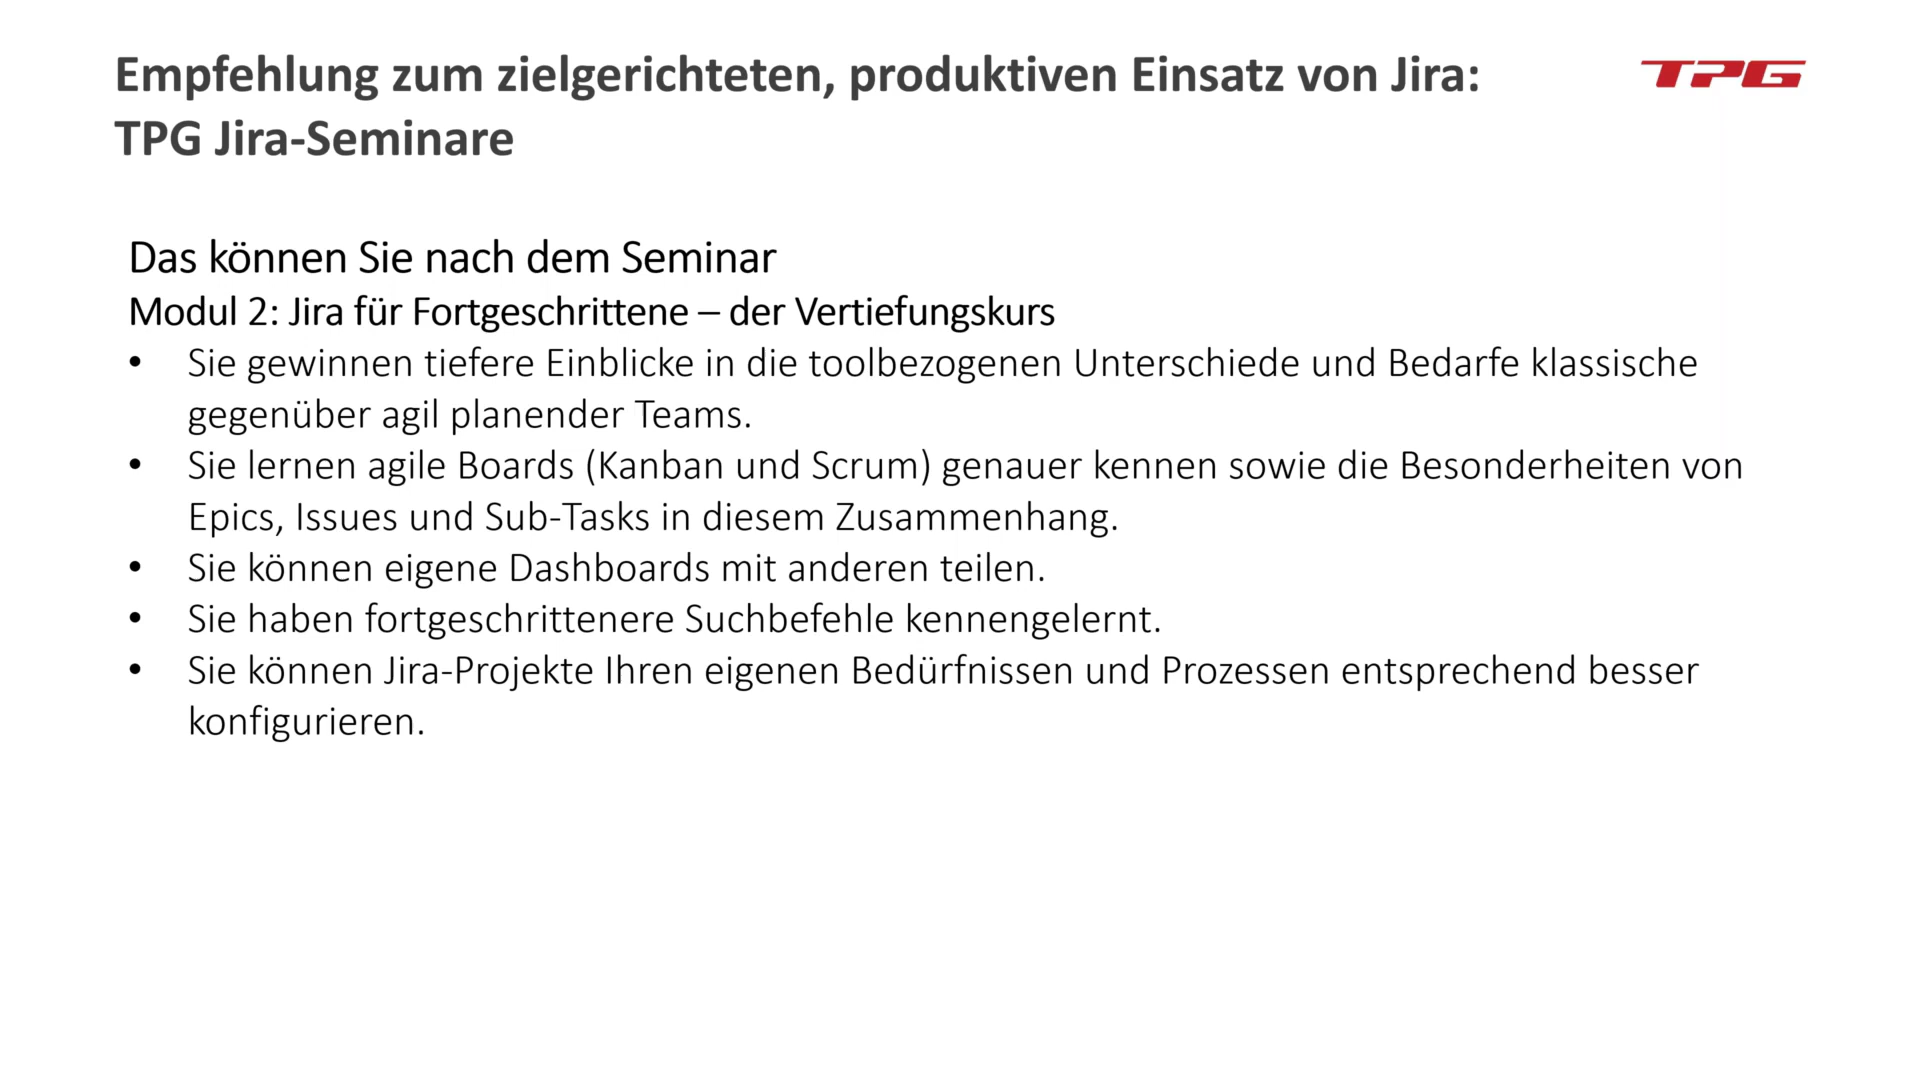 Empfehlung zum zielgerichteten, produktiven Einsatz von Jira:
TPG Jira-Seminare
TPG
Das können Sie nach dem Seminar
Modul 2: Jira für Fortgeschrittene – der Vertiefungskurs
• Sie gewinnen tiefere Einblicke in die toolbezogenen Unterschiede und Bedarfe klassische
gegenüber agil planender Teams.
• Sie lernen agile Boards (Kanban und Scrum) genauer kennen sowie die Besonderheiten von
Epics, Issues und Sub-Tasks in diesem Zusammenhang.
• Sie können eigene Dashboards mit anderen teilen.
• Sie haben fortgeschrittenere Suchbefehle kennengelernt.
• Sie können Jira-Projekte Ihren eigenen Bedürfnissen und Prozessen entsprechend besser
konfigurieren.